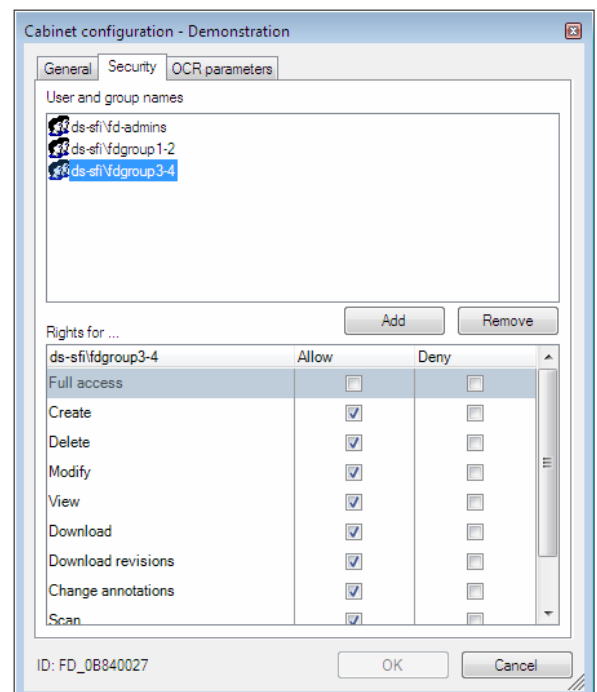 Cabinet configuration - Demonstration
General Security OCR parameters
User and group names
ds-sfi\fd-admins
ds-sfi\fdgroup1-2
ds-sfi\fdgroup3-4
Add Remove
Rights for ...
ds-sfi\fdgroup3-4 Allow Deny
Full access
Create
Delete
Modify
View
Download
Download revisions
Change annotations
Scan
ID: FD_0B840027 OK Cancel